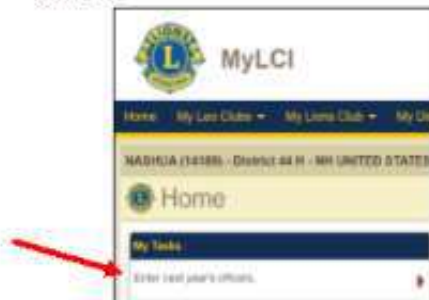 MyLCI
Home My Leo Clubs My Lions Club My
NASHUA - District 44 H - NH UNITED STATES
Home
My Tasks
Enter next year's officers.